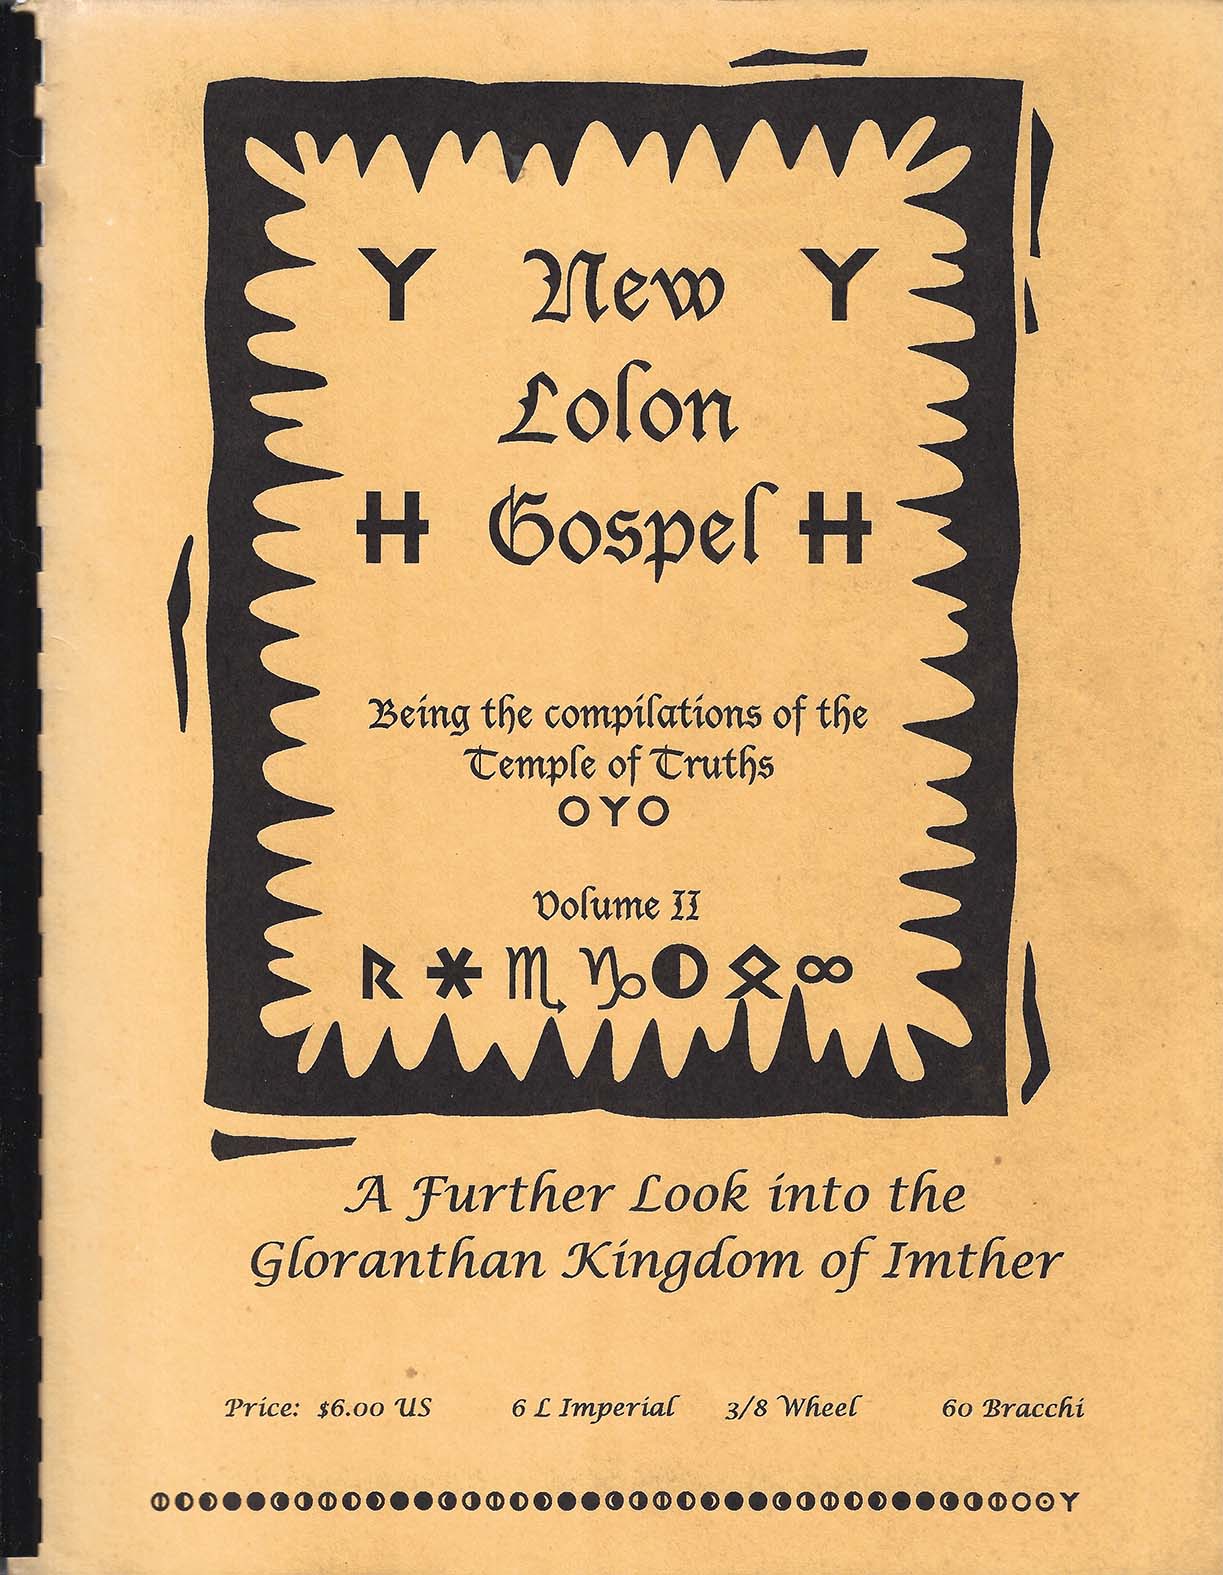 Y New Y
Lolon
H Gospel H
Being the compilations of the
Temple of Truths
OYO
Volume II
R * ♏ ♑ ◐ ᛟ ∞
A Further Look into the
Gloranthan Kingdom of Imther
Price: $6.00 US 6 L Imperial 3/8 Wheel 60 Bracchi